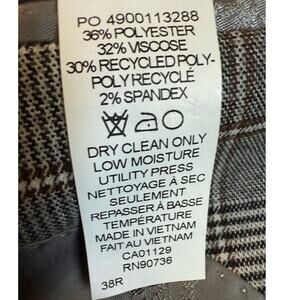 PO 4900113288
36% POLYESTER
32% VISCOSE
30% RECYCLED POLY-
POLY RECYCLÉ
2% SPANDEX
DRY CLEAN ONLY
LOW MOISTURE
UTILITY PRESS
NETTOYAGE À SEC
SEULEMENT
REPASSER À BASSE
TEMPÉRATURE
MADE IN VIETNAM
FAIT AU VIETNAM
CA01129
RN90736
38R